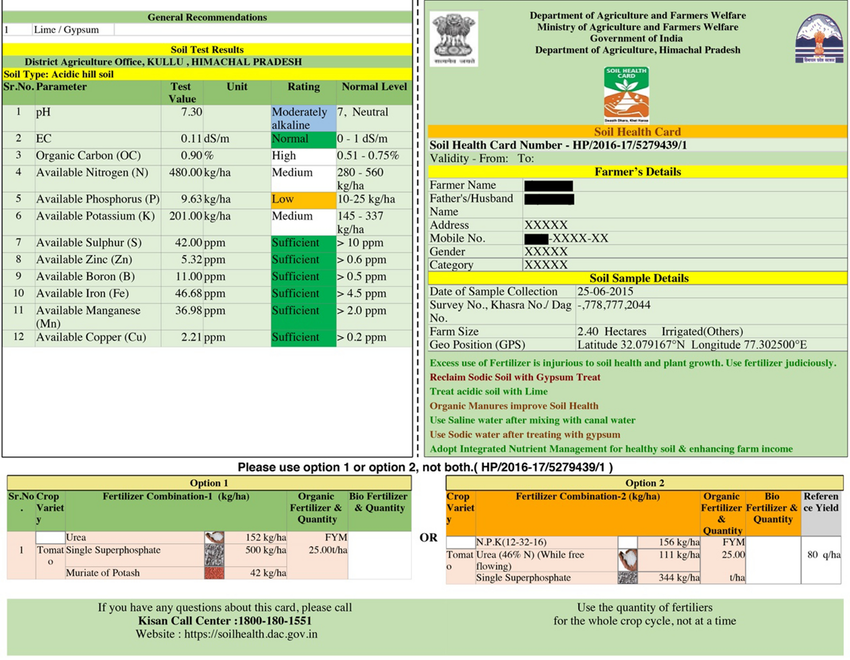 General Recommendations
1 Lime / Gypsum
Soil Test Results
District Agriculture Office, KULLU , HIMACHAL PRADESH
Soil Type: Acidic hill soil
Sr.No. Parameter Test Value Unit Rating Normal Level
1 pH 7.30 Moderately alkaline 7, Neutral
2 EC 0.11 dS/m Normal 0 - 1 dS/m
3 Organic Carbon (OC) 0.90 % High 0.51 - 0.75%
4 Available Nitrogen (N) 480.00 kg/ha Medium 280 - 560 kg/ha
5 Available Phosphorus (P) 9.63 kg/ha Low 10-25 kg/ha
6 Available Potassium (K) 201.00 kg/ha Medium 145 - 337 kg/ha
7 Available Sulphur (S) 42.00 ppm Sufficient > 10 ppm
8 Available Zinc (Zn) 5.32 ppm Sufficient > 0.6 ppm
9 Available Boron (B) 11.00 ppm Sufficient > 0.5 ppm
10 Available Iron (Fe) 46.68 ppm Sufficient > 4.5 ppm
11 Available Manganese (Mn) 36.98 ppm Sufficient > 2.0 ppm
12 Available Copper (Cu) 2.21 ppm Sufficient > 0.2 ppm
Department of Agriculture and Farmers Welfare
Ministry of Agriculture and Farmers Welfare
Government of India
Department of Agriculture, Himachal Pradesh
सत्यमेव जयते
SOIL HEALTH
CARD
Swasth Dhara, Khet Haraa
Soil Health Card
Soil Health Card Number - HP/2016-17/5279439/1
Validity - From: To:
Farmer's Details
Farmer Name
Father's/Husband Name
Address XXXXX
Mobile No. -XXXX-XX
Gender XXXXX
Category XXXXX
Soil Sample Details
Date of Sample Collection 25-06-2015
Survey No., Khasra No./ Dag No. -,778,777,2044
Farm Size 2.40 Hectares Irrigated(Others)
Geo Position (GPS) Latitude 32.079167°N Longitude 77.302500°E
Excess use of Fertilizer is injurious to soil health and plant growth. Use fertilizer judiciously.
Reclaim Sodic Soil with Gypsum Treat
Treat acidic soil with Lime
Organic Manures improve Soil Health
Use Saline water after mixing with canal water
Use Sodic water after treating with gypsum
Adopt Integrated Nutrient Management for healthy soil & enhancing farm income
Please use option 1 or option 2, not both.( HP/2016-17/5279439/1 )
Option 1
Sr.No. Crop Variety Fertilizer Combination-1 (kg/ha) Organic Fertilizer & Quantity Bio Fertilizer & Quantity
Urea 152 kg/ha FYM
1 Tomato Single Superphosphate 500 kg/ha 25.00t/ha
Muriate of Potash 42 kg/ha
OR
Option 2
Crop Variety Fertilizer Combination-2 (kg/ha) Organic Fertilizer & Quantity Bio Fertilizer & Quantity Reference Yield
N.P.K(12-32-16) 156 kg/ha FYM
Tomato Urea (46% N) (While free flowing) 111 kg/ha 25.00 80 q/ha
Single Superphosphate 344 kg/ha t/ha
If you have any questions about this card, please call
Kisan Call Center :1800-180-1551
Website : https://soilhealth.dac.gov.in
Use the quantity of fertiliers
for the whole crop cycle, not at a time